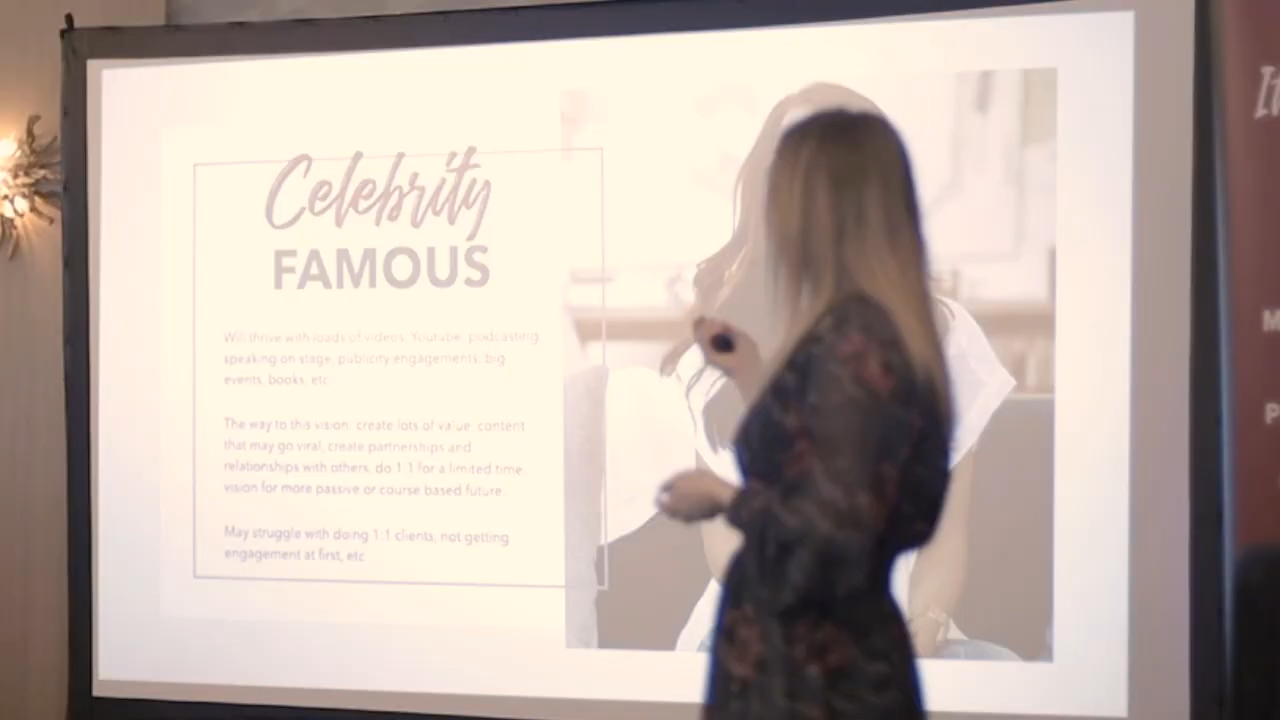 Celebrity
FAMOUS
Will thrive with loads of videos, Youtube, podcasting,
speaking on stage, publicity engagements, big
events, books, etc.
The way to this vision: create lots of value, content
that may go viral, create partnerships and
relationships with others, do 1:1 for a limited time,
vision for more passive or course based future.
May struggle with doing 1:1 clients, not getting
engagement at first, etc
It
M
P